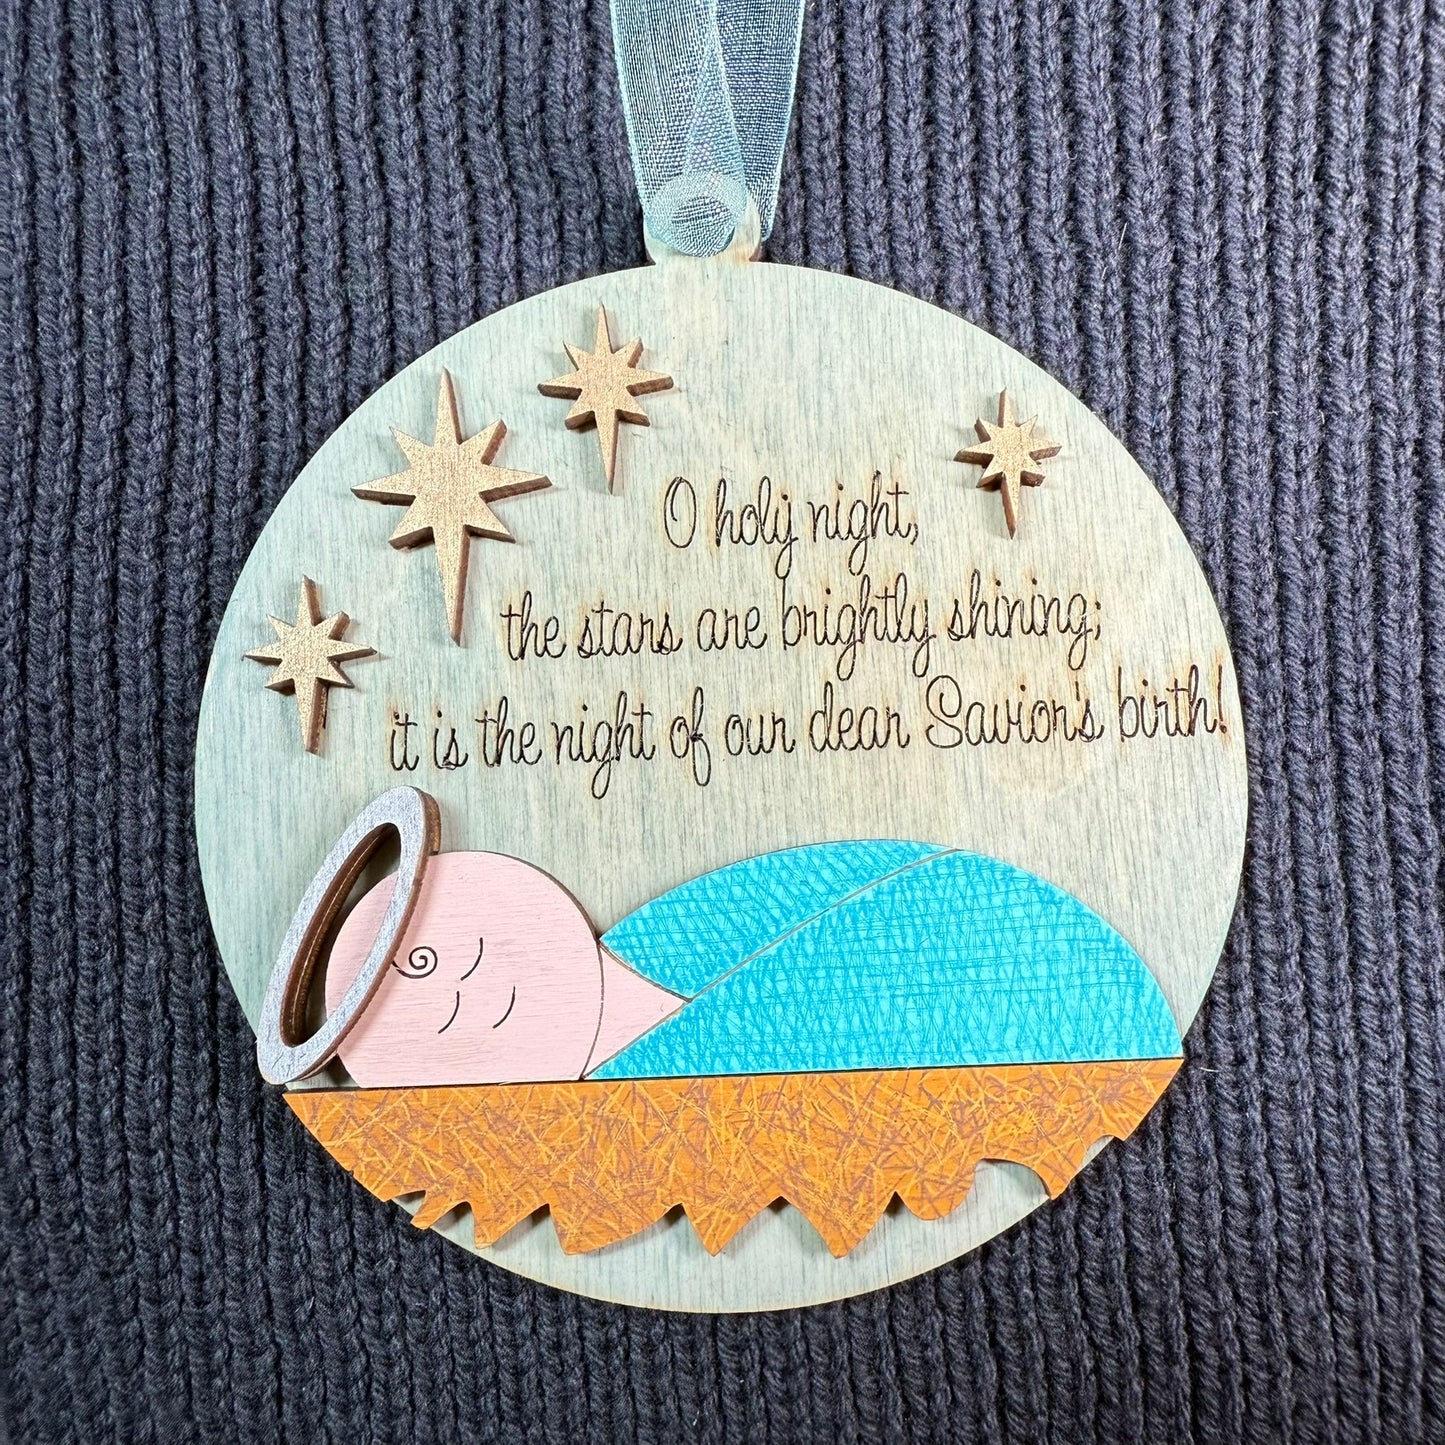 O holy night,
the stars are brightly shining;
it is the night of our dear Savior's birth!